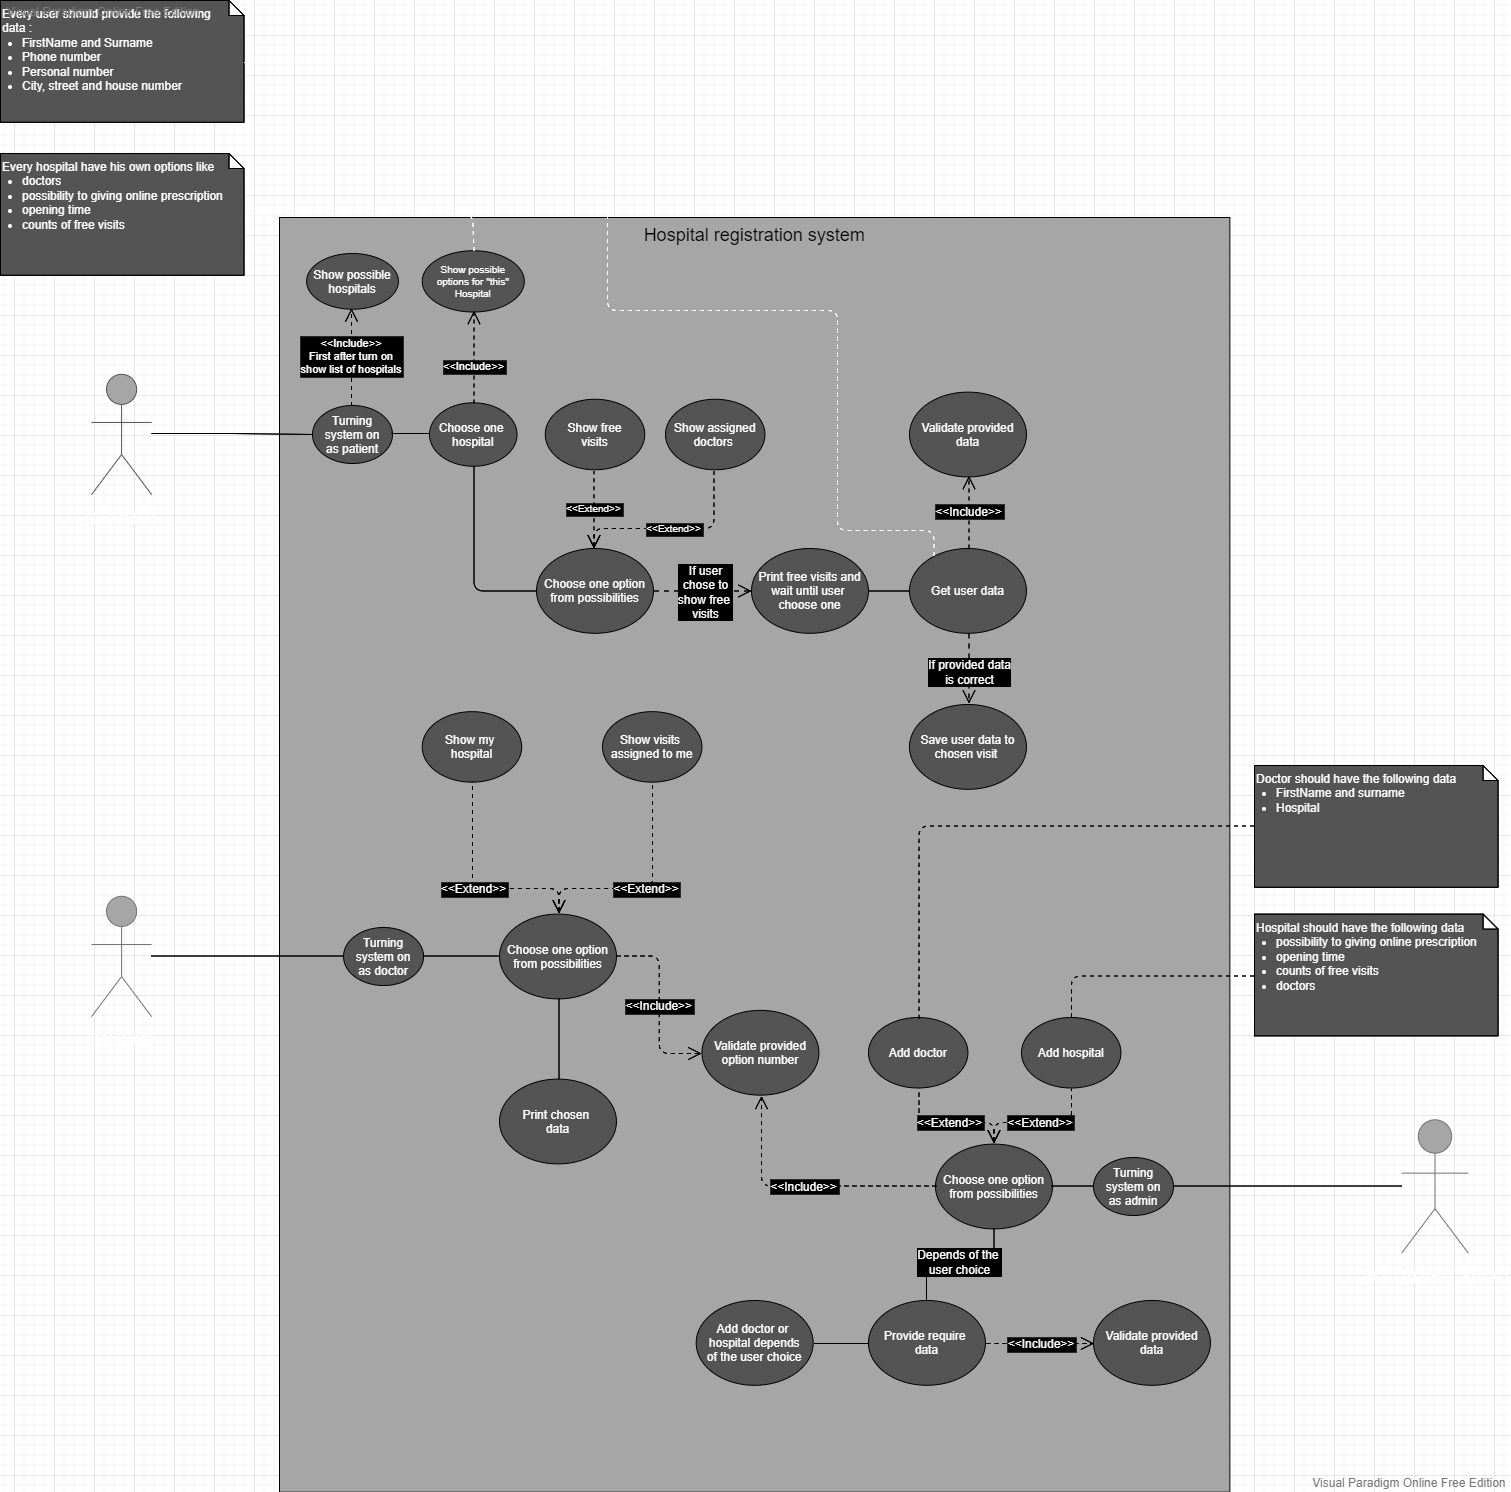 Every user should provide the following
data :
FirstName and Surname
Phone number
Personal number
City, street and house number
Every hospital have his own options like
doctors
possibility to giving online prescription
opening time
counts of free visits
Hospital registration system
Show possible
hospitals
Show possible
options for "this"
Hospital
<<Include>>
First after turn on
show list of hospitals
<<Include>>
Turning
system on
as patient
Choose one
hospital
Show free
visits
Show assigned
doctors
Validate provided
data
<<Extend>>
<<Extend>>
<<Include>>
Choose one option
from possibilities
If user
chose to
show free
visits
Print free visits and
wait until user
choose one
Get user data
If provided data
is correct
Save user data to
chosen visit
Show my
hospital
Show visits
assigned to me
Doctor should have the following data
FirstName and surname
Hospital
<<Extend>>
<<Extend>>
Turning
system on
as doctor
Choose one option
from possibilities
Hospital should have the following data
possibility to giving online prescription
opening time
counts of free visits
doctors
<<Include>>
Validate provided
option number
Add doctor
Add hospital
Print chosen
data
<<Extend>>
<<Extend>>
<<Include>>
Choose one option
from possibilities
Turning
system on
as admin
Depends of the
user choice
Add doctor or
hospital depends
of the user choice
Provide require
data
<<Include>>
Validate provided
data
Visual Paradigm Online Free Edition